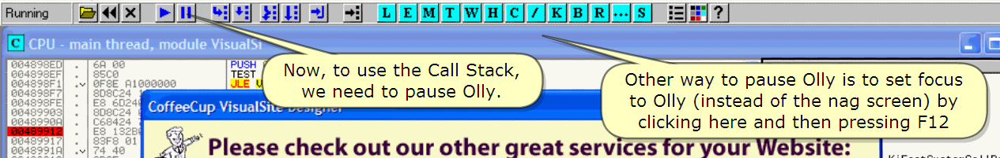 Running
L E M T W H C / K B R ... S ?
C CPU - main thread, module VisualSi
004898ED . 6A 00 PUSH
004898EF . 85C0 TEST
004898F1 .v 0F8E A1000000 JLE V
004898F7 . 8D8C24 1
004898FE . E8 6D24
00489903 . 8D8C24
0048990A . C68424
00489912 . E8 132B
00489917 . 83F8 01
0048991A .v 74 40
Now, to use the Call Stack,
we need to pause Olly.
Other way to pause Olly is to set focus
to Olly (instead of the nag screen) by
clicking here and then pressing F12
CoffeeCup VisualSite Designer
Please check out our other great services for your Website: